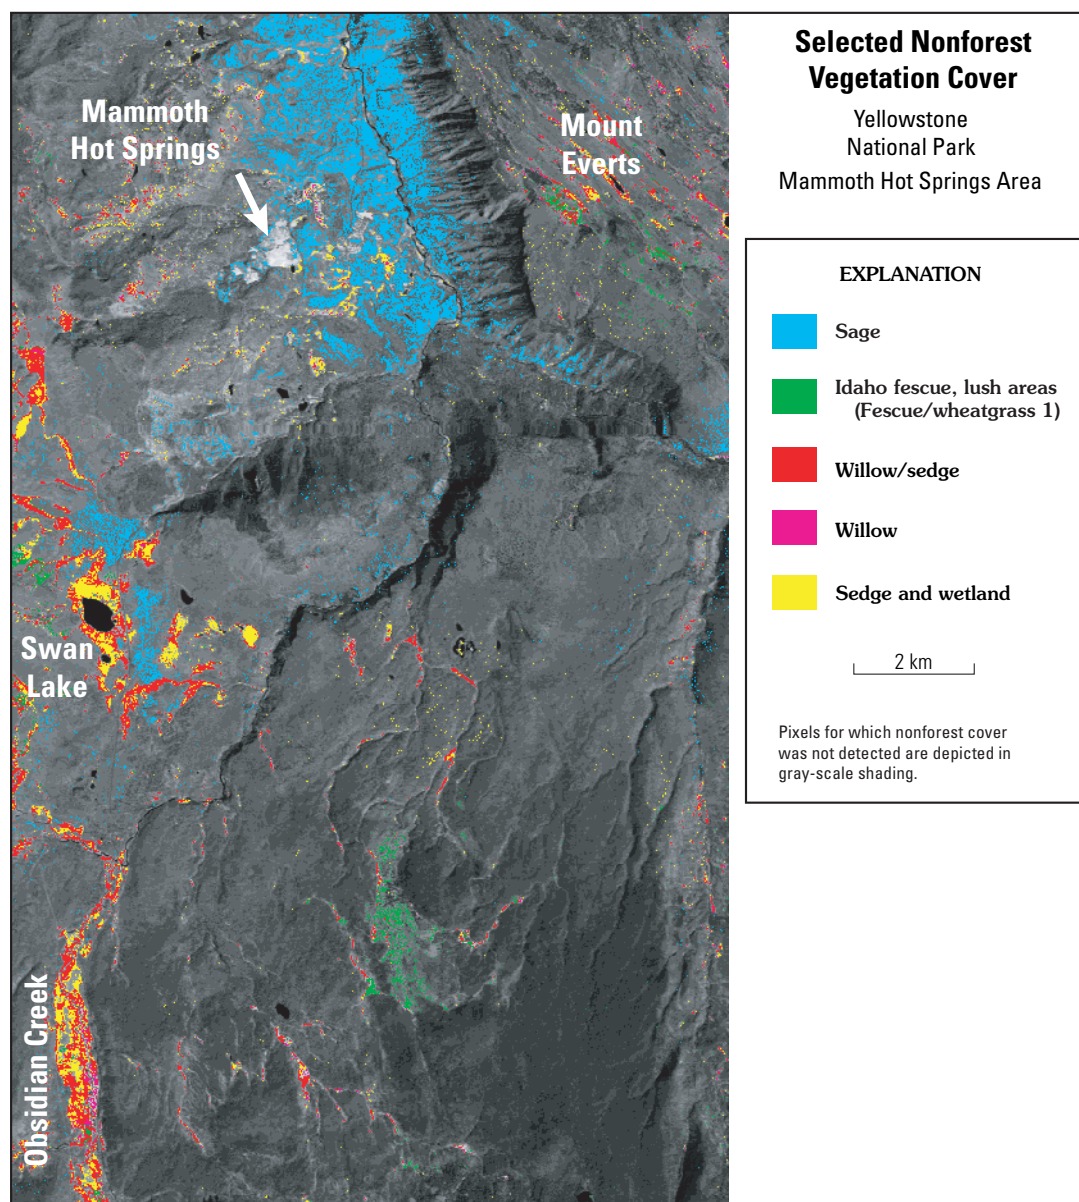 Selected Nonforest
Vegetation Cover
Yellowstone
National Park
Mammoth Hot Springs Area
Mammoth
Hot Springs
Mount
Everts
Swan
Lake
Obsidian Creek
EXPLANATION
Sage
Idaho fescue, lush areas
(Fescue/wheatgrass 1)
Willow/sedge
Willow
Sedge and wetland
2 km
Pixels for which nonforest cover
was not detected are depicted in
gray-scale shading.